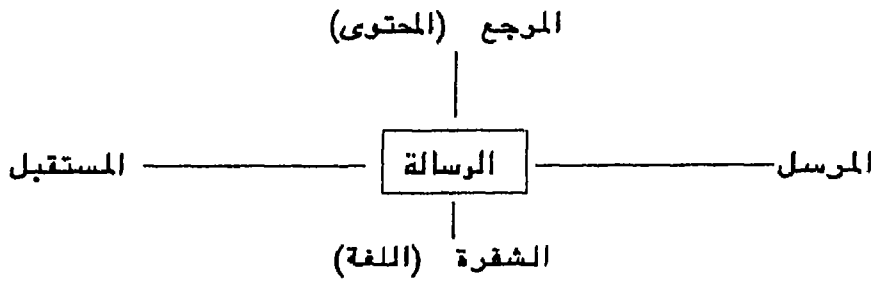 المرجع (المحتوى)
المرسل الرسالة المستقبل
الشفرة (اللغة)